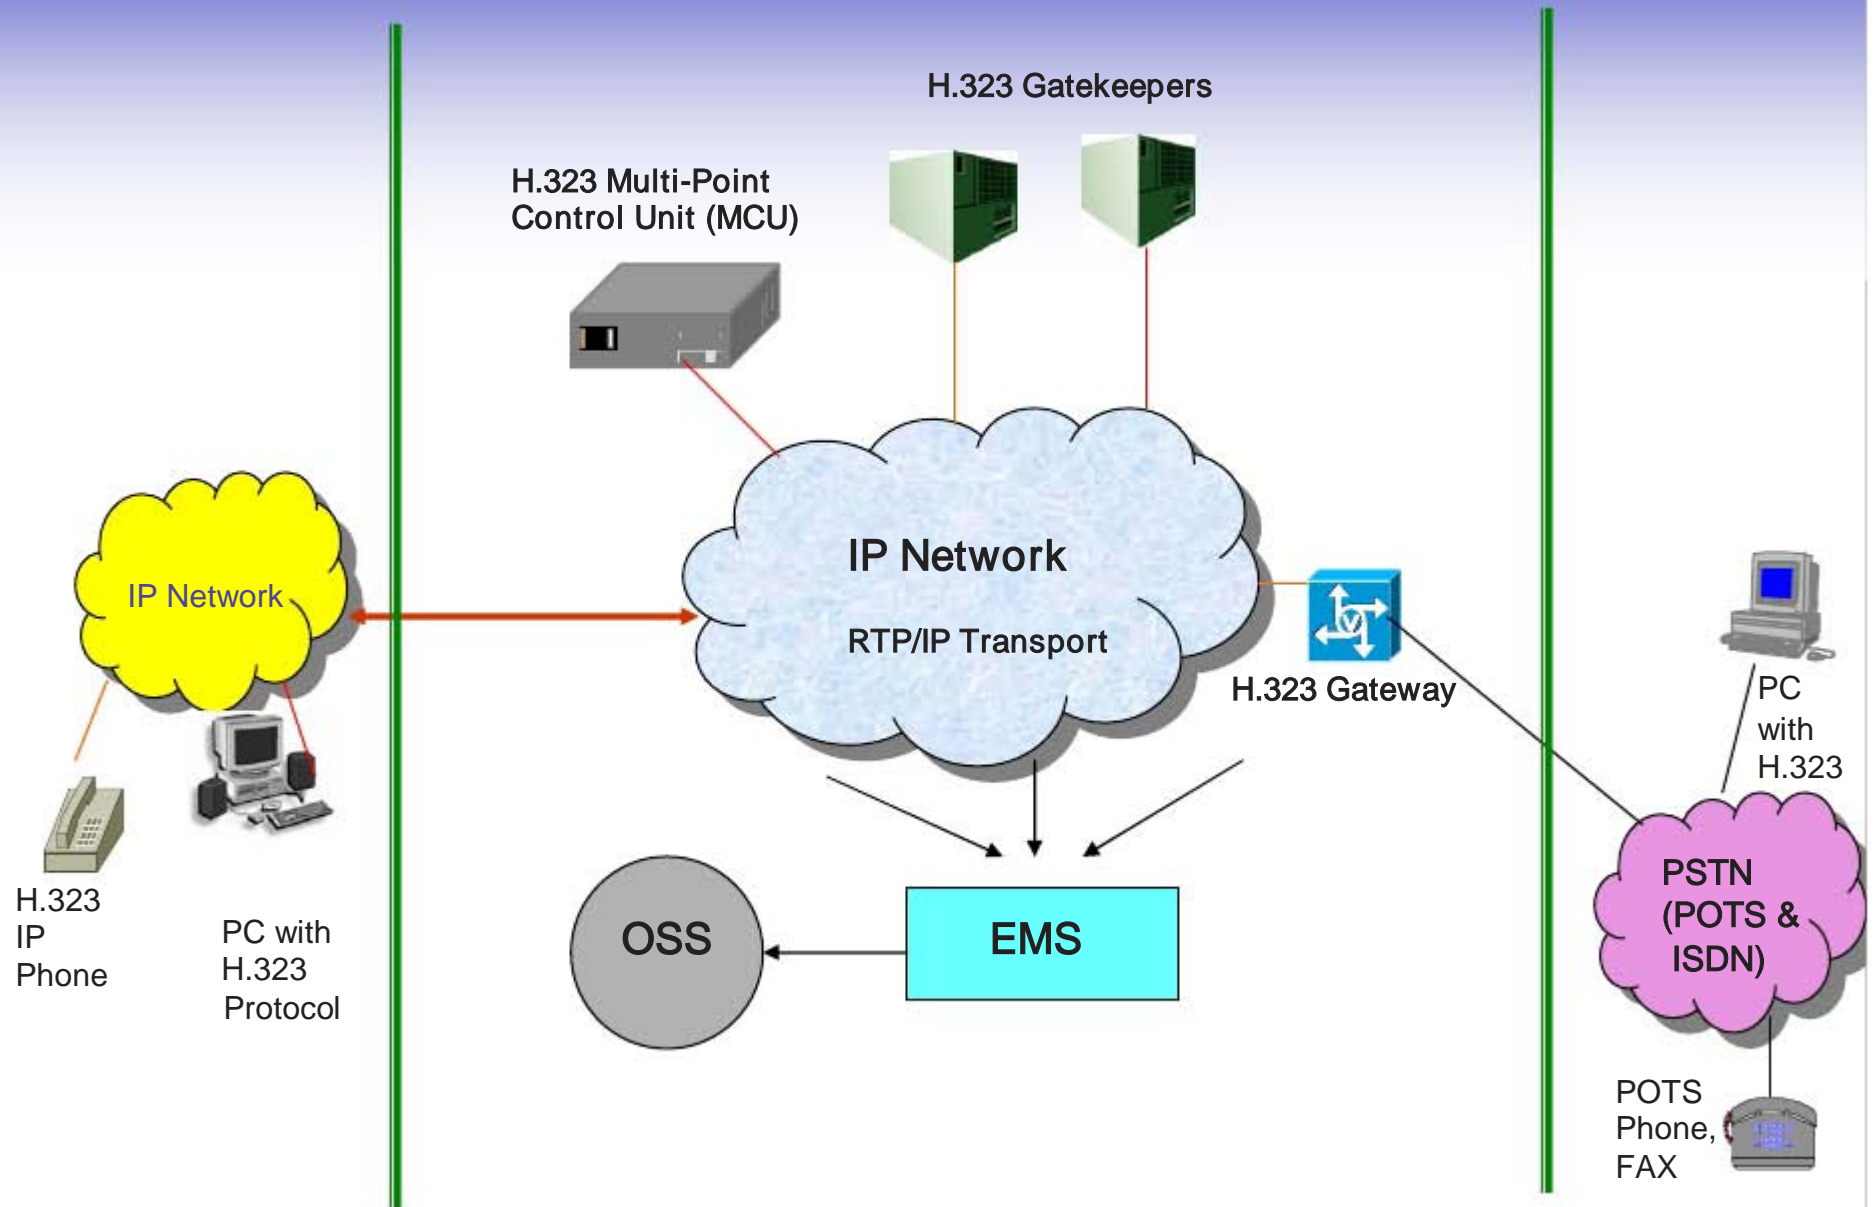 H.323 Gatekeepers
H.323 Multi-Point
Control Unit (MCU)
IP Network
RTP/IP Transport
IP Network
H.323 Gateway
PC
with
H.323
H.323
IP
Phone
PC with
H.323
Protocol
OSS
EMS
PSTN
(POTS &
ISDN)
POTS
Phone,
FAX